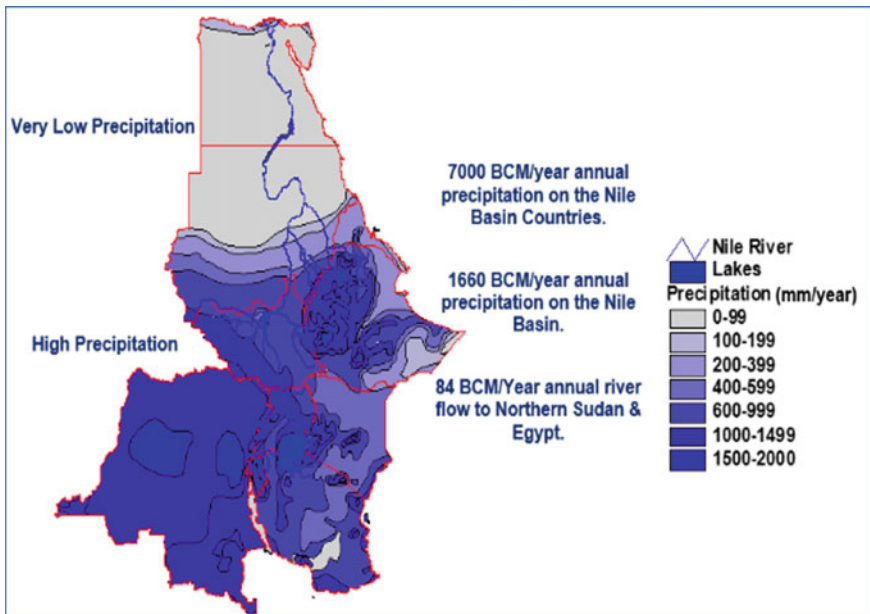 Very Low Precipitation
7000 BCM/year annual
precipitation on the Nile
Basin Countries.
1660 BCM/year annual
precipitation on the Nile
Basin.
High Precipitation
84 BCM/Year annual river
flow to Northern Sudan &
Egypt.
Nile River
Lakes
Precipitation (mm/year)
0-99
100-199
200-399
400-599
600-999
1000-1499
1500-2000